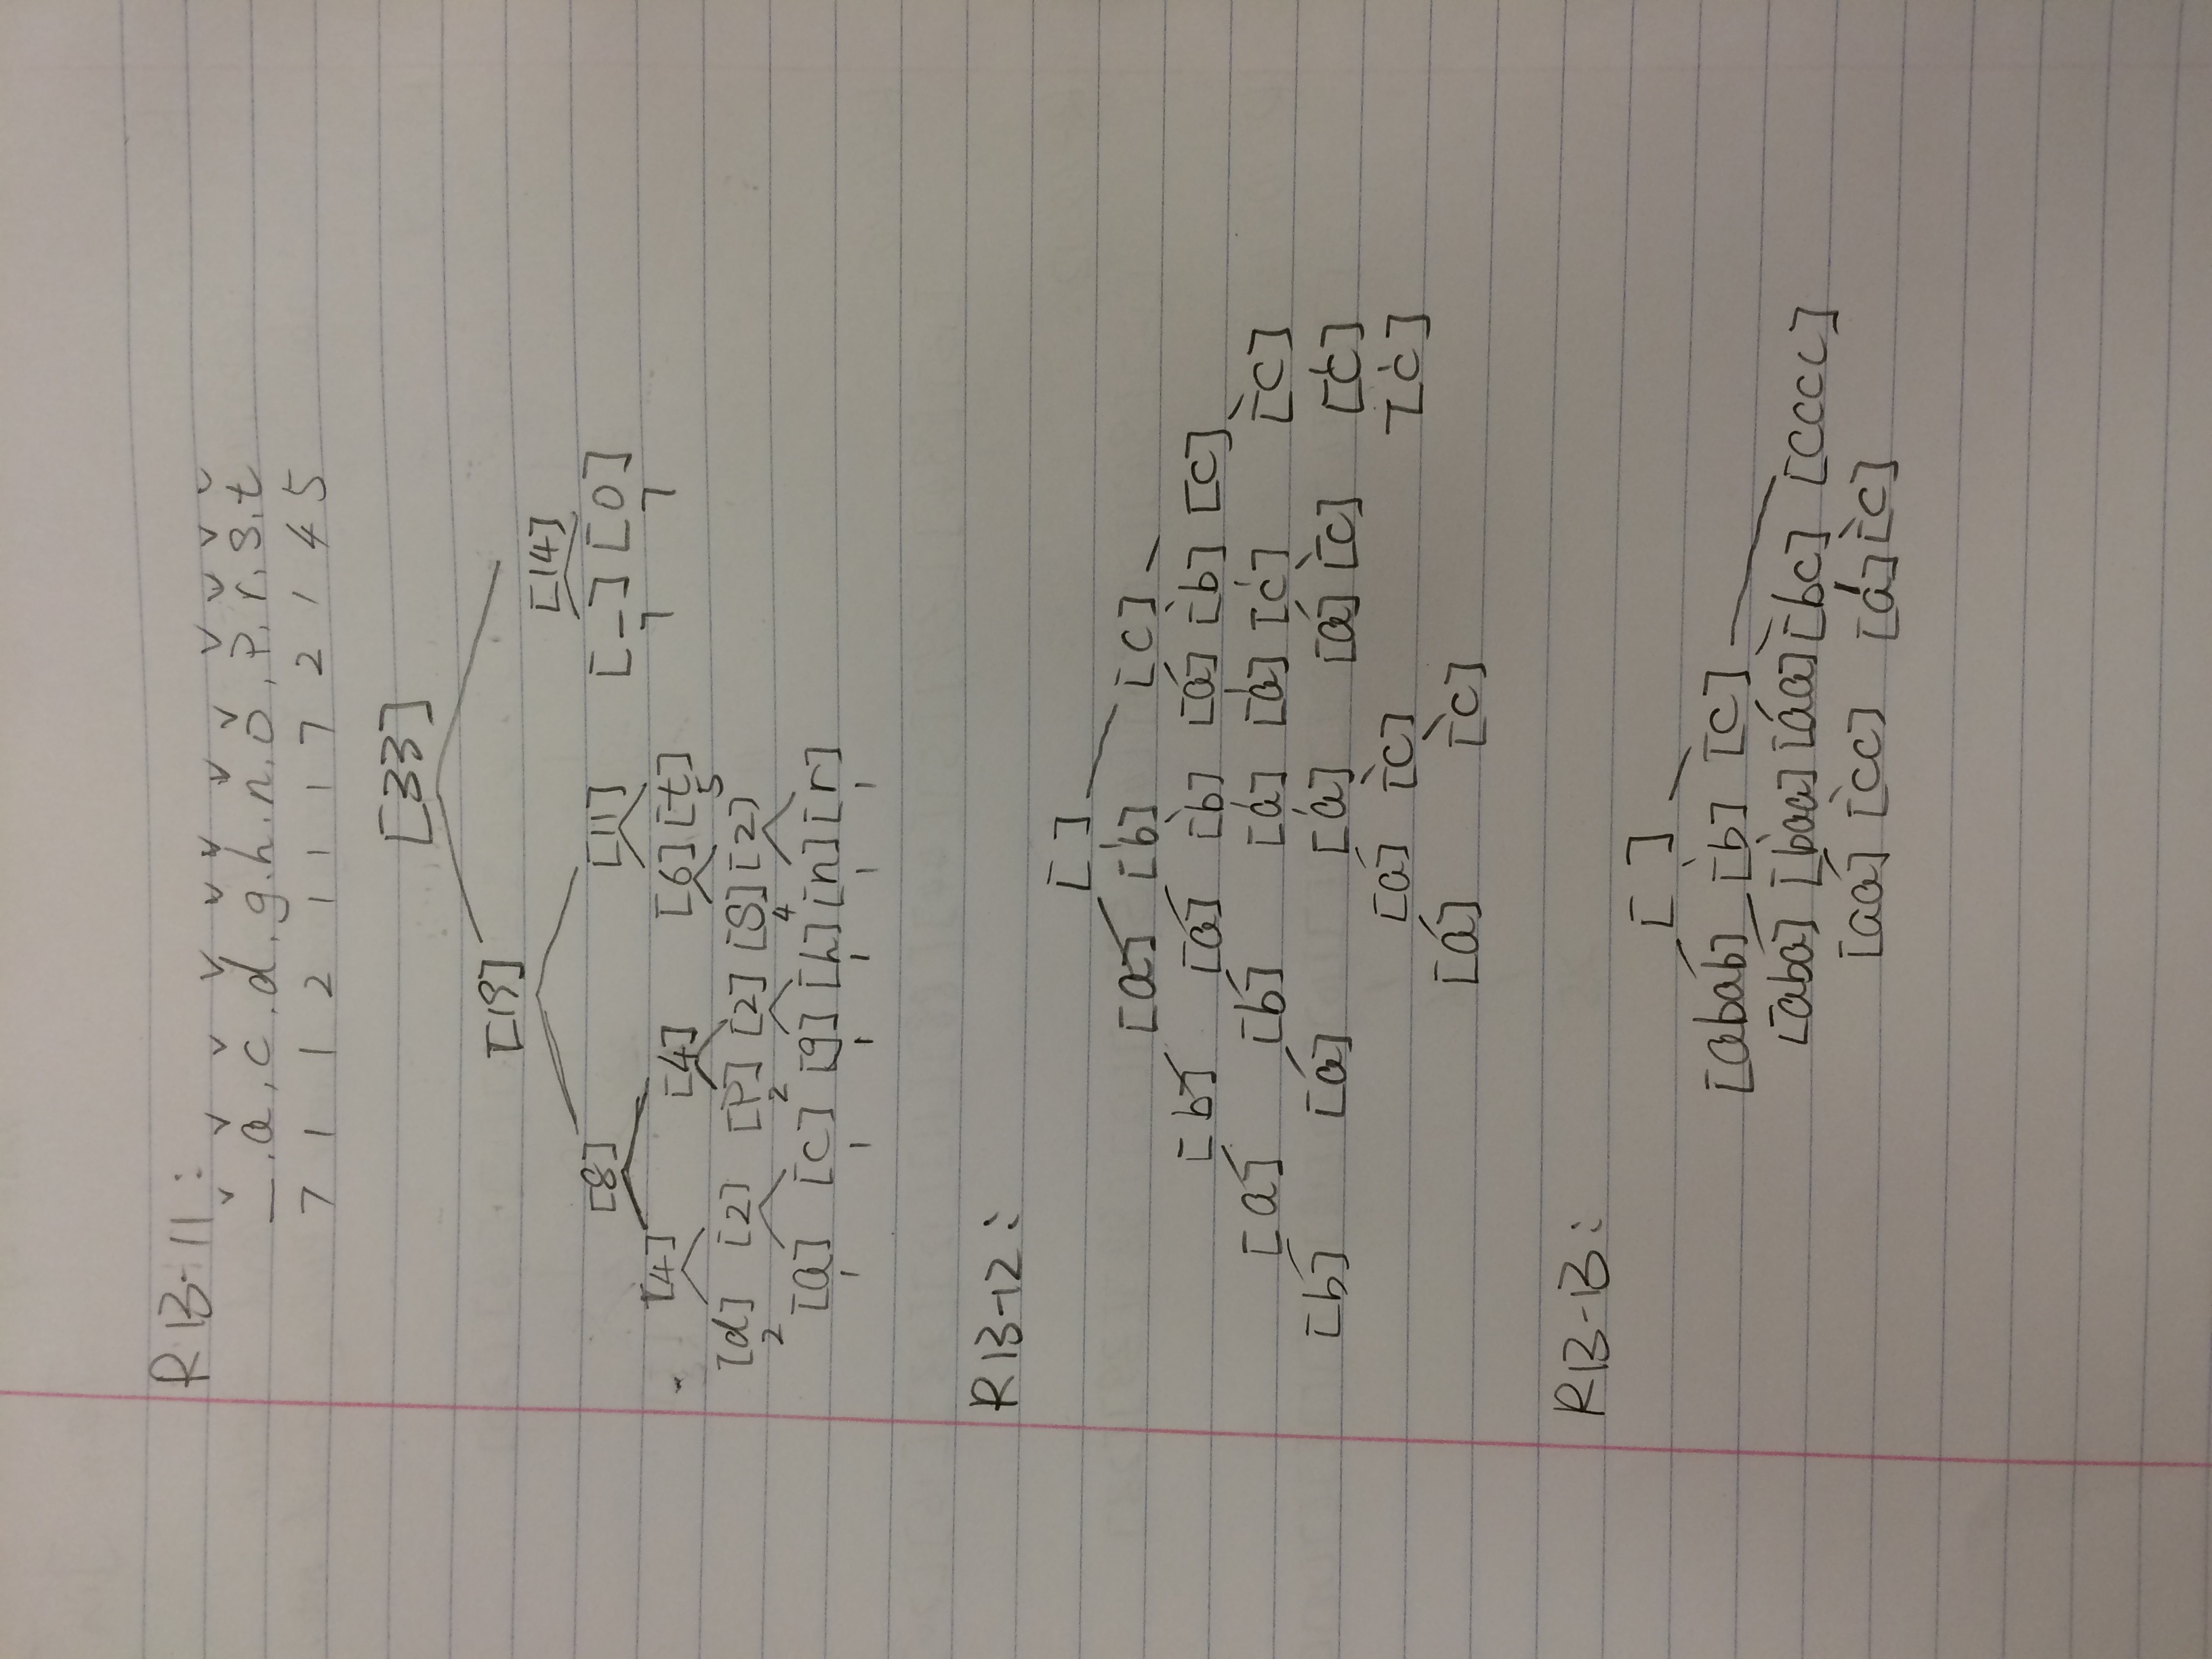 R13-11:
_, a, c, d, g, h, n, o, p, r, s, t
7 1 1 2 1 1 1 7 2 1 4 5
[33]
[19]
[14]
[8] [11] [_] [O]
7 7
[4] [4] [6] [t]
5
[d] [2] [P] [2] [S] [2]
2 2 4
[a] [c] [g] [h] [n] [r]
1 1 1 1 1 1
R13-12:
[ ]
[a] [b] [c]
[b] [a] [b] [a] [b] [c]
[a] [b] [a] [a] [c] [c]
[b] [a] [a] [a] [c] [c]
[a] [c] [c]
[a] [c]
R13-13:
[ ]
[abab] [b] [c]
[aba] [baa] [aa] [bc] [cccc]
[aa] [cc] [a] [c]